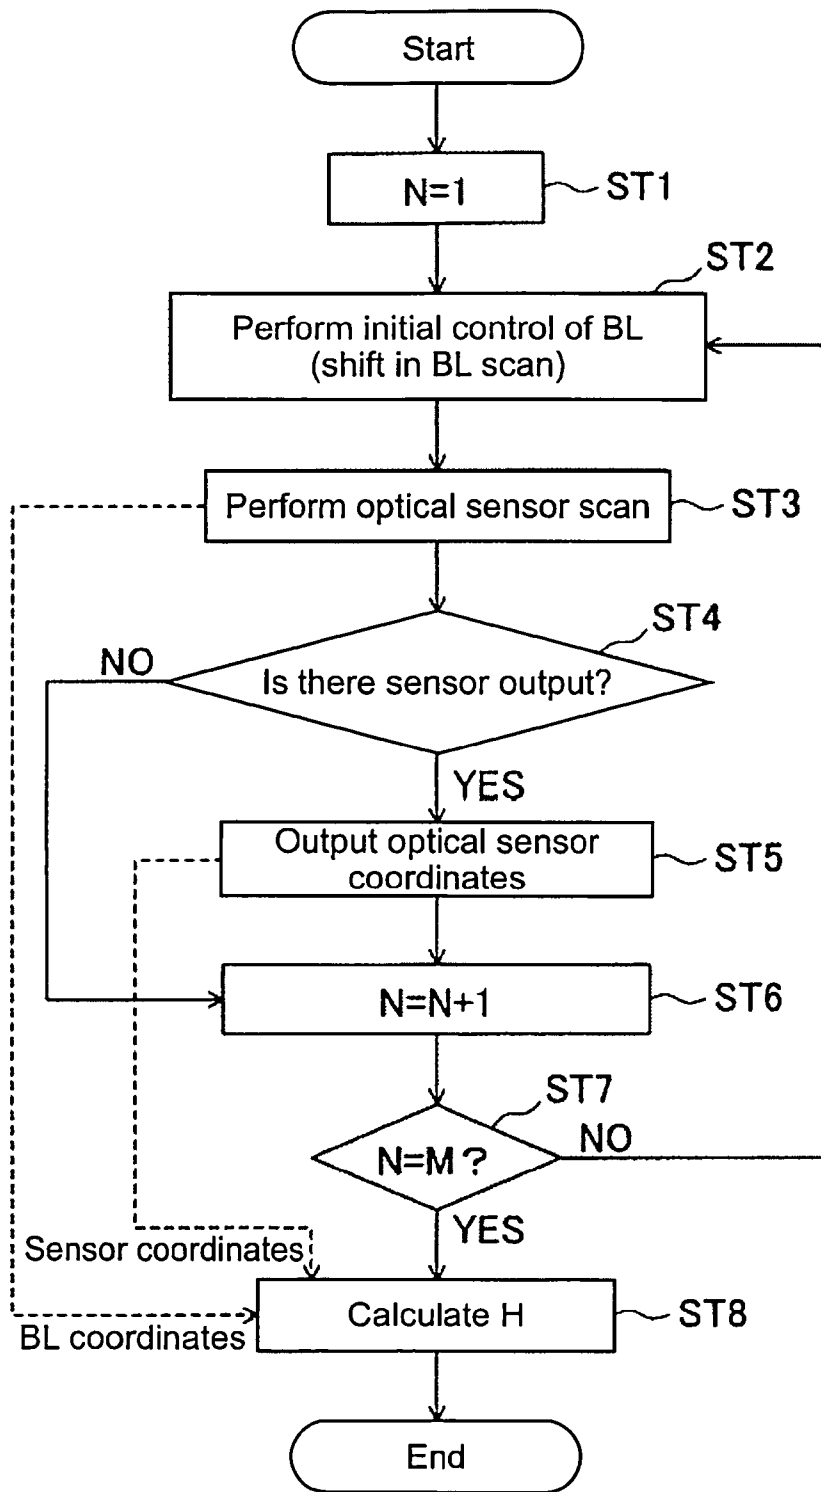 Start
N=1
ST1
ST2
Perform initial control of BL
(shift in BL scan)
Perform optical sensor scan
ST3
ST4
NO
Is there sensor output?
YES
Output optical sensor
coordinates
ST5
N=N+1
ST6
ST7
N=M?
NO
YES
Sensor coordinates
Calculate H
ST8
BL coordinates
End